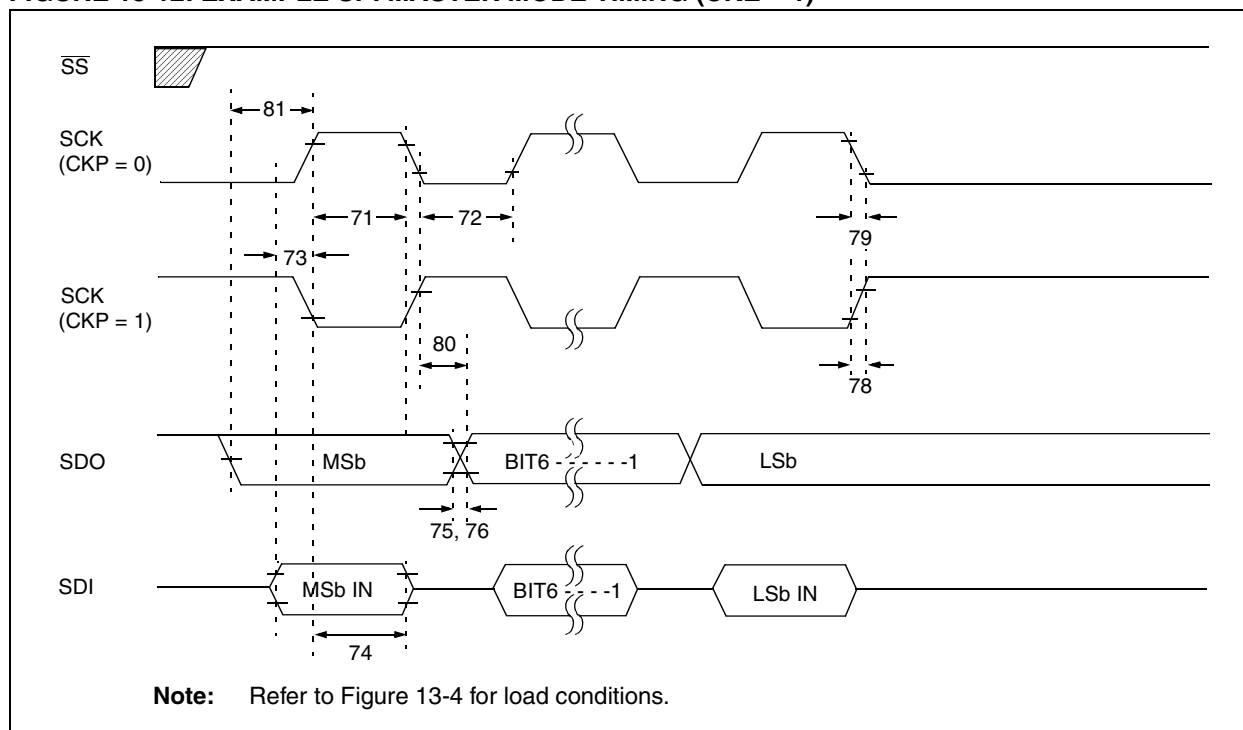 SS
81
SCK
(CKP = 0)
71
72
79
73
SCK
(CKP = 1)
80
78
SDO
MSb
BIT6 - - - - - -1
LSb
75, 76
SDI
MSb IN
BIT6 - - - - -1
LSb IN
74
Note: Refer to Figure 13-4 for load conditions.